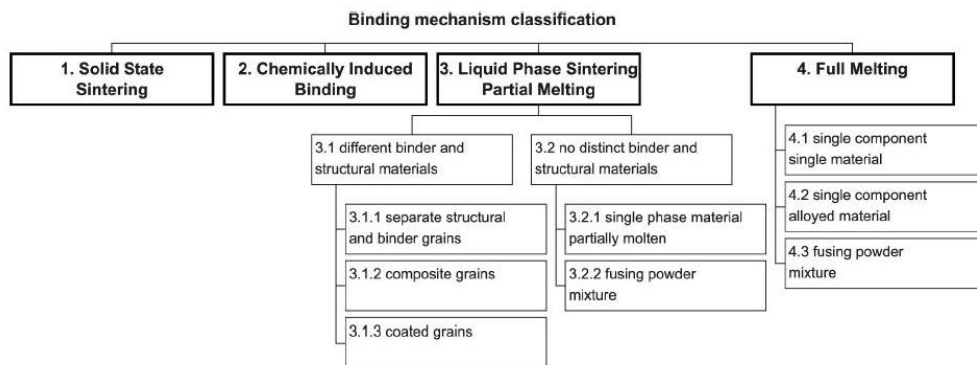 Binding mechanism classification
1. Solid State
Sintering
2. Chemically Induced
Binding
3. Liquid Phase Sintering
Partial Melting
4. Full Melting
3.1 different binder and
structural materials
3.2 no distinct binder and
structural materials
3.1.1 separate structural
and binder grains
3.1.2 composite grains
3.1.3 coated grains
3.2.1 single phase material
partially molten
3.2.2 fusing powder
mixture
4.1 single component
single material
4.2 single component
alloyed material
4.3 fusing powder
mixture